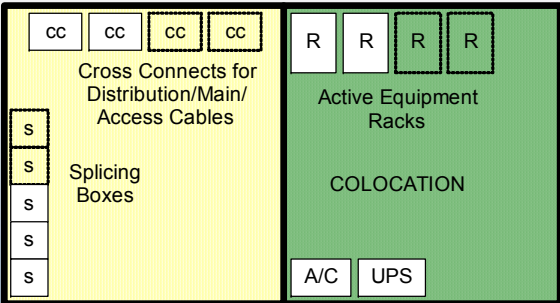 cc cc cc cc
Cross Connects for
Distribution/Main/
Access Cables
s
s
s
s
s
Splicing
Boxes
R R R R
Active Equipment
Racks
COLOCATION
A/C UPS